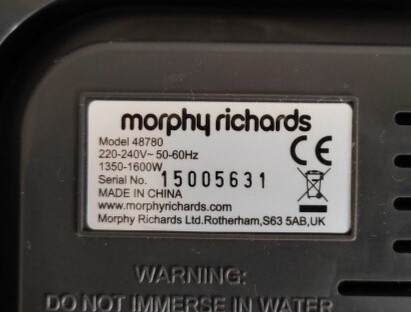 morphy richards
Model 48780
220-240V~ 50-60Hz
1350-1600W
Serial No. 15005631
MADE IN CHINA
www.morphyrichards.com
Morphy Richards Ltd.Rotherham,S63 5AB,UK
CE
WARNING:
DO NOT IMMERSE IN WATER